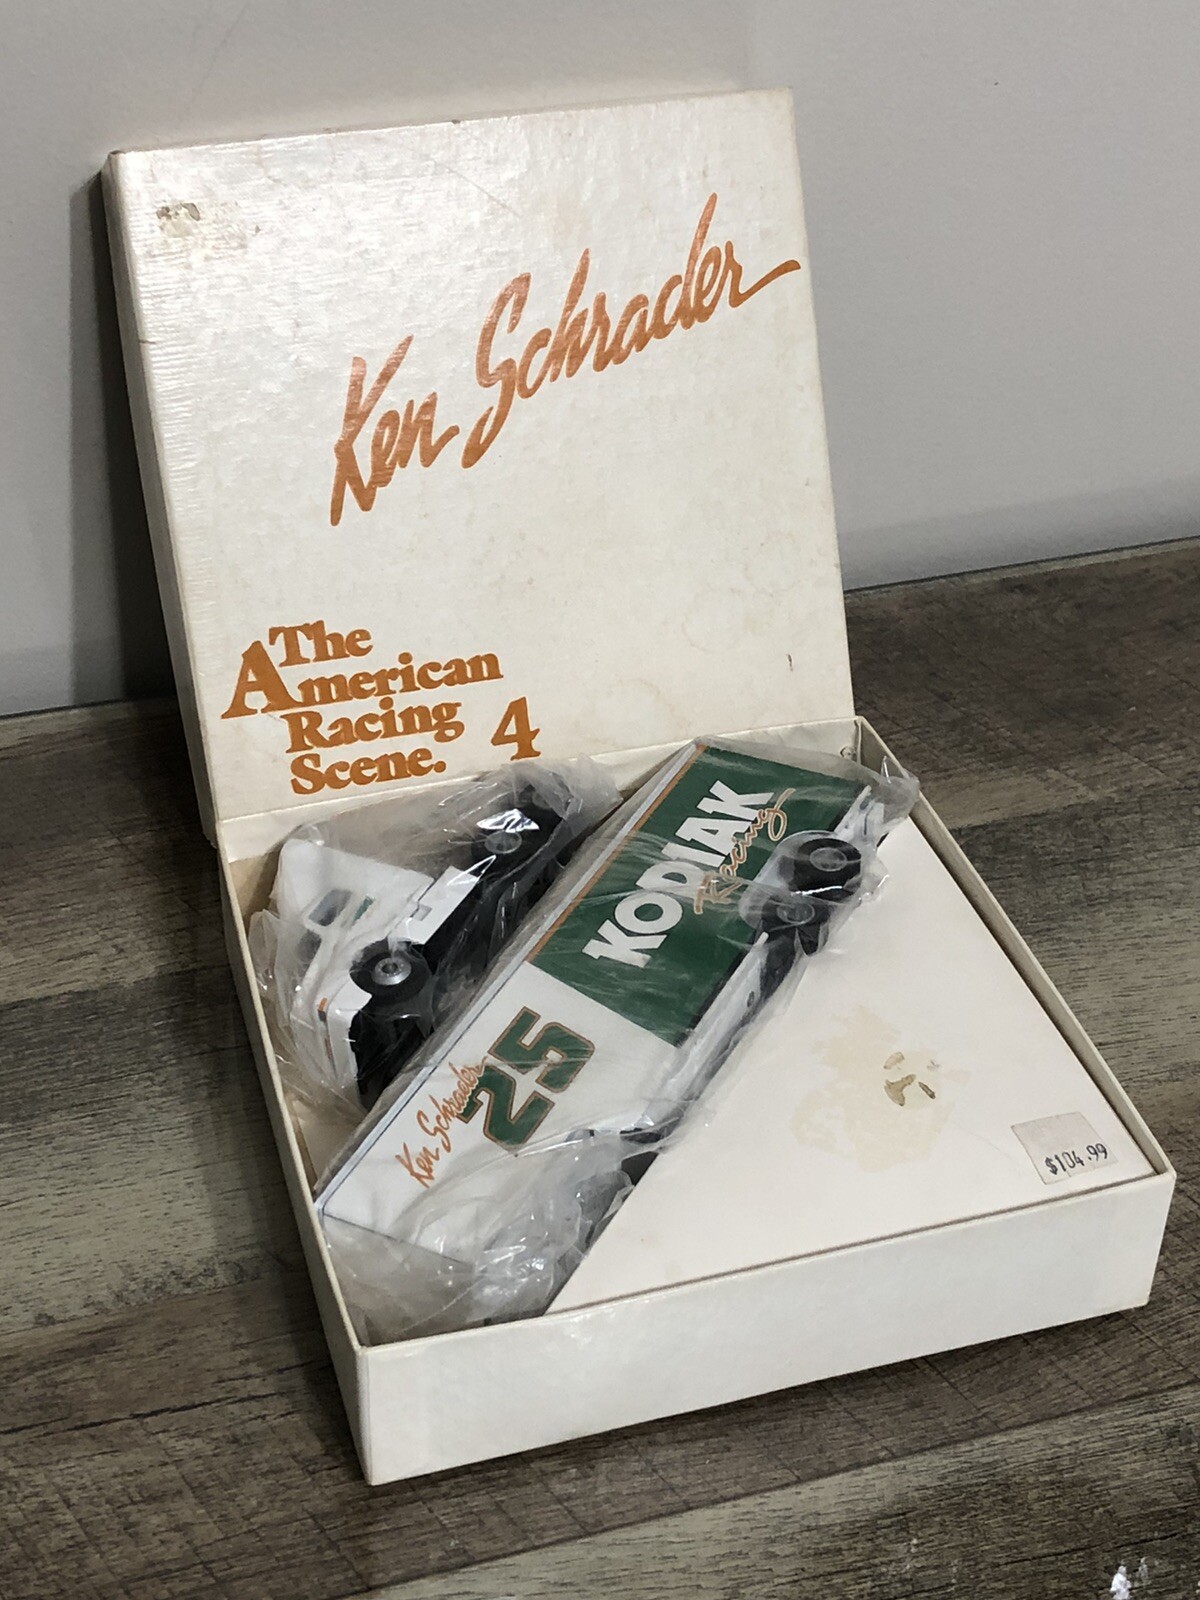 Ken Schrader
The
American
Racing
Scene. 4
KODIAK
Racing
25
Ken Schrader
$104.99